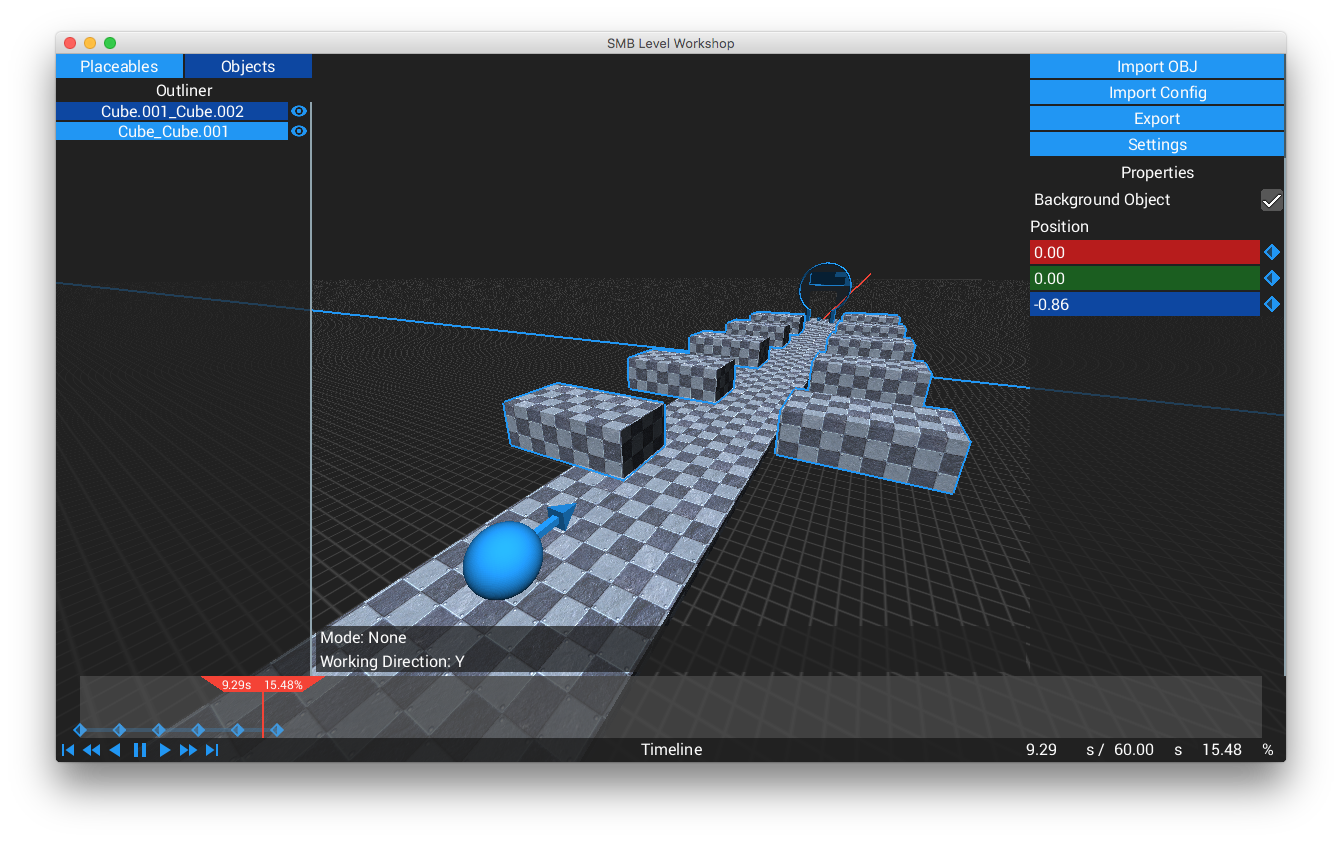 SMB Level Workshop
Placeables Objects
Outliner
Cube.001_Cube.002
Cube_Cube.001
Import OBJ
Import Config
Export
Settings
Properties
Background Object
Position
0.00
0.00
-0.86
Mode: None
Working Direction: Y
9.29s 15.48%
Timeline
9.29 s / 60.00 s 15.48 %